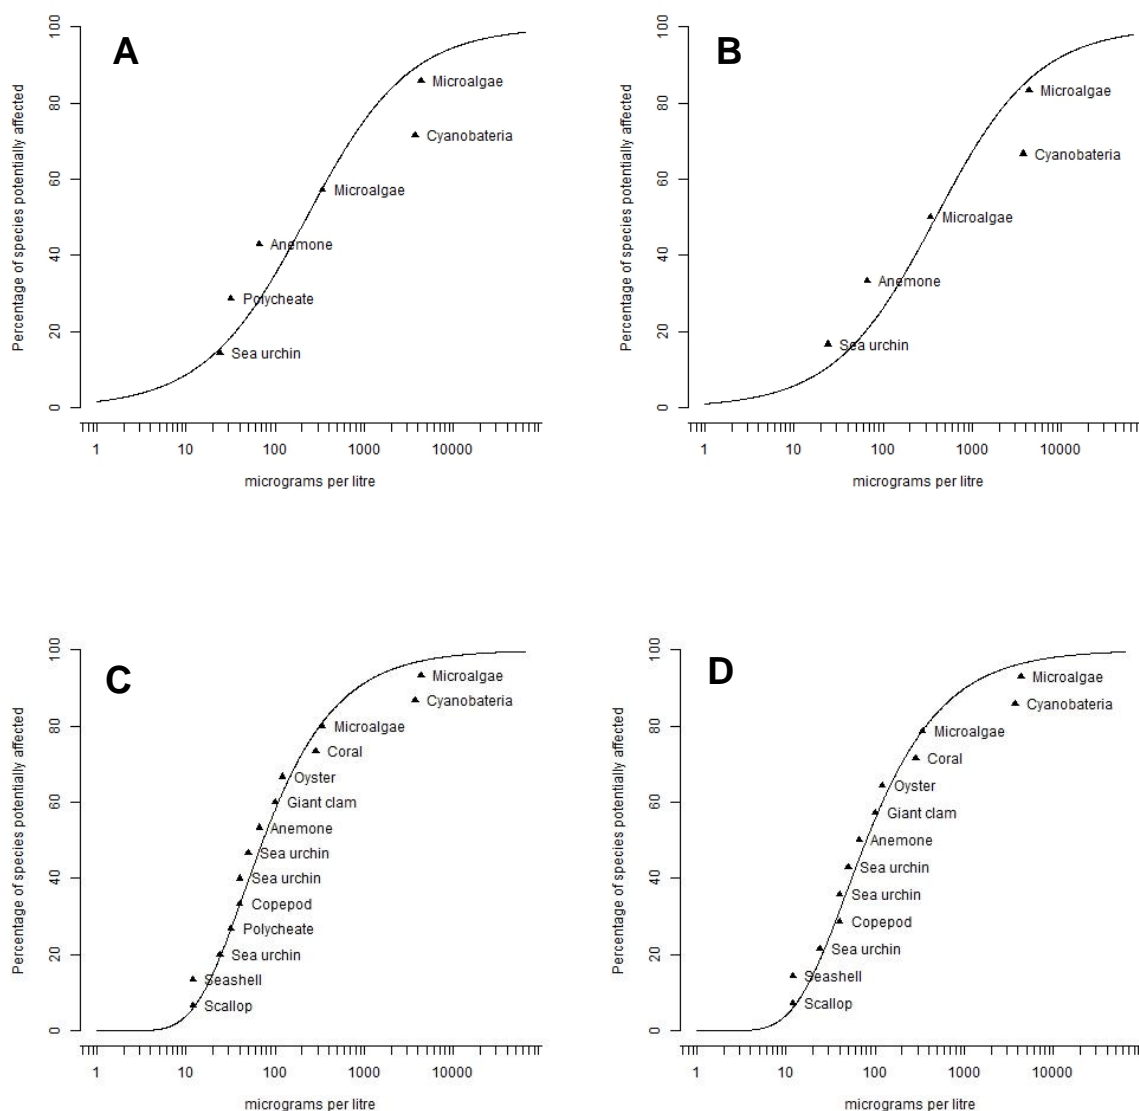 A
Percentage of species potentially affected
100
80
60
40
20
0
Microalgae
Cyanobateria
Microalgae
Anemone
Polycheate
Sea urchin
1 10 100 1000 10000
micrograms per litre
B
Percentage of species potentially affected
100
80
60
40
20
0
Microalgae
Cyanobateria
Microalgae
Anemone
Sea urchin
1 10 100 1000 10000
micrograms per litre
C
Percentage of species potentially affected
100
80
60
40
20
0
Microalgae
Cyanobateria
Microalgae
Coral
Oyster
Giant clam
Anemone
Sea urchin
Sea urchin
Copepod
Polycheate
Sea urchin
Seashell
Scallop
1 10 100 1000 10000
micrograms per litre
D
Percentage of species potentially affected
100
80
60
40
20
0
Microalgae
Cyanobateria
Microalgae
Coral
Oyster
Giant clam
Anemone
Sea urchin
Sea urchin
Copepod
Sea urchin
Seashell
Scallop
1 10 100 1000 10000
micrograms per litre